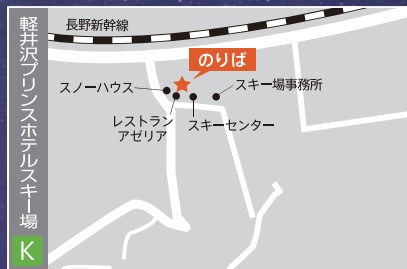 軽井沢プリンスホテルスキー場
K
長野新幹線
のりば
スノーハウス
スキー場事務所
レストラン
アゼリア
スキーセンター